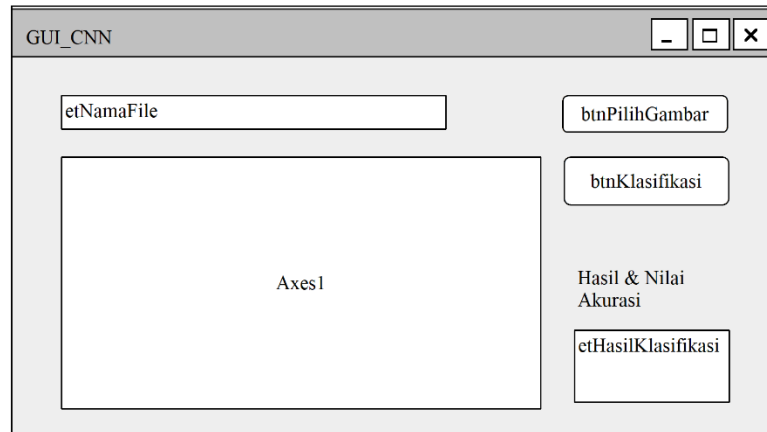 GUI_CNN
etNamaFile
btnPilihGambar
btnKlasifikasi
Axes1
Hasil & Nilai
Akurasi
etHasilKlasifikasi